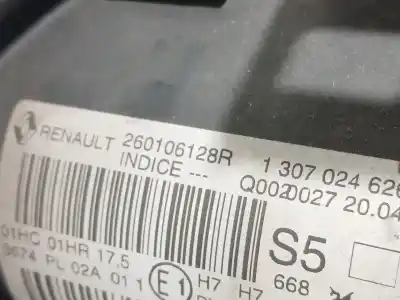 RENAULT 260106128R 1 307 024 626
INDICE --- Q0020027 20.04
S5
01HC 01HR 17,5
PL 02A 01 1 E1 H7 H7 668